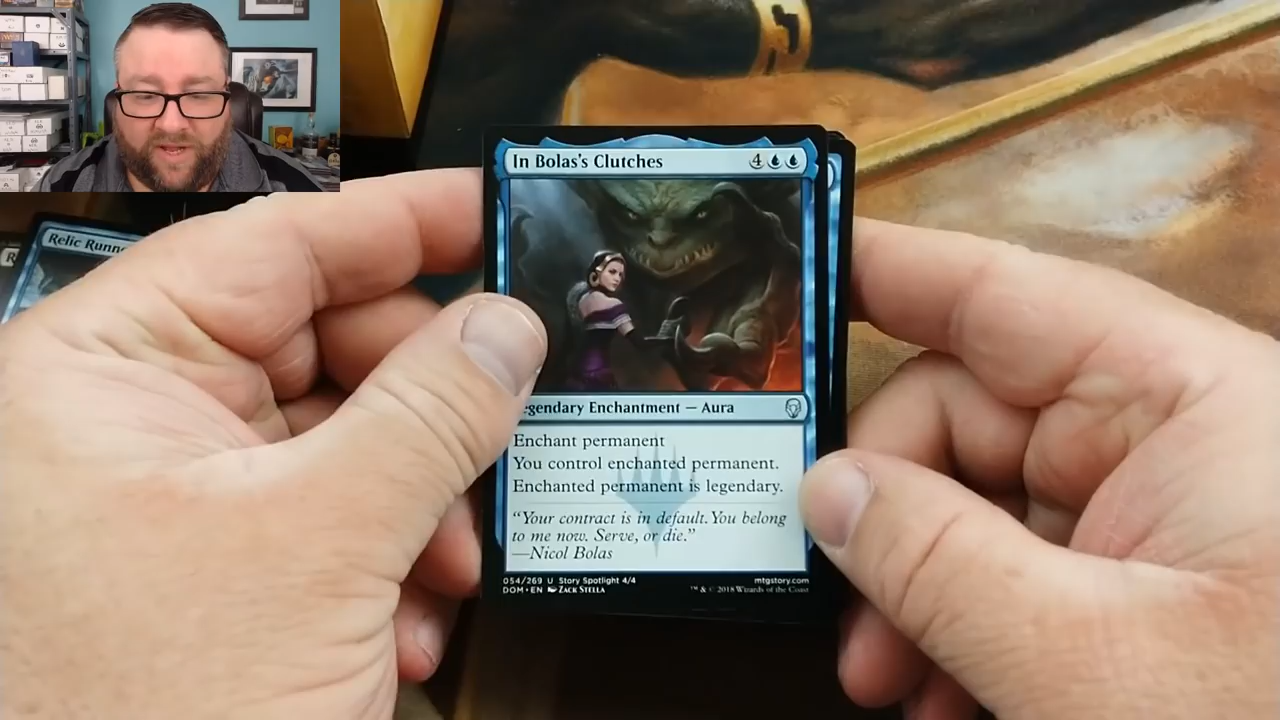 In Bolas's Clutches 4
Relic Runn
R
egendary Enchantment — Aura
Enchant permanent
You control enchanted permanent.
Enchanted permanent is legendary.
"Your contract is in default. You belong
to me now. Serve, or die."
—Nicol Bolas
054/269 U Story Spotlight 4/4 mtgstory.com
DOM • EN Zack Stella ™ & © 2018 Wizards of the Coast